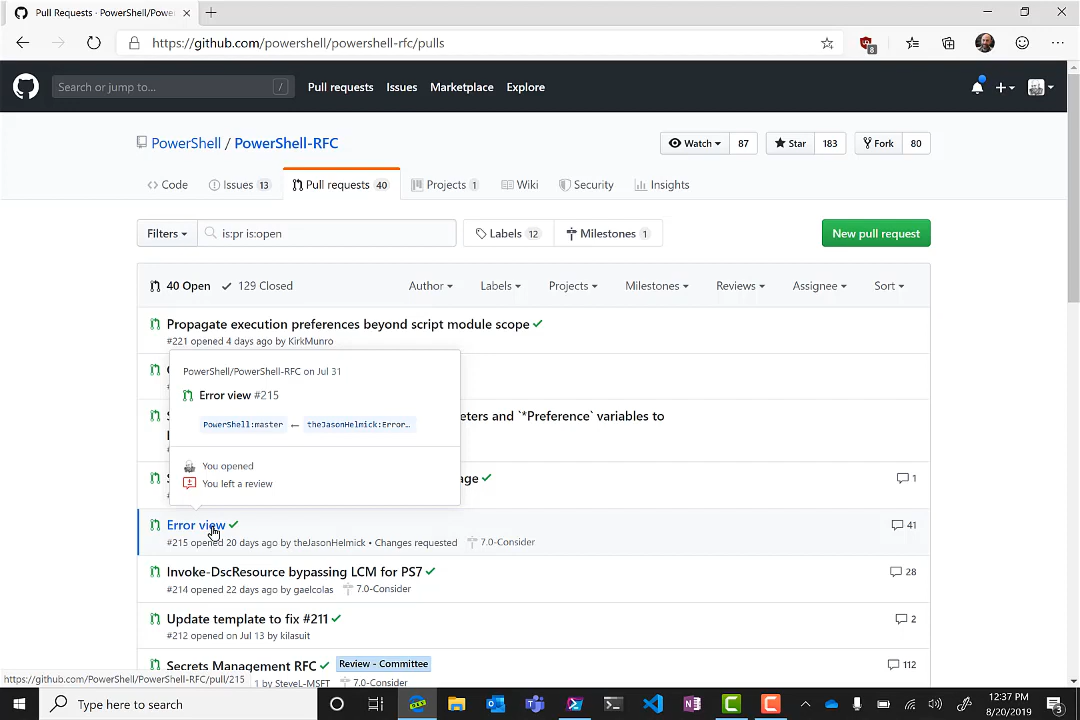 Pull Requests · PowerShell/Powe
https://github.com/powershell/powershell-rfc/pulls
8
Search or jump to...
/
Pull requests
Issues
Marketplace
Explore
PowerShell / PowerShell-RFC
Watch 87
Star 183
Fork 80
Code
Issues 13
Pull requests 40
Projects 1
Wiki
Security
Insights
Filters
is:pr is:open
Labels 12
Milestones 1
New pull request
40 Open
129 Closed
Author
Labels
Projects
Milestones
Reviews
Assignee
Sort
Propagate execution preferences beyond script module scope
#221 opened 4 days ago by KirkMunro
PowerShell/PowerShell-RFC on Jul 31
Error view #215
PowerShell:master ← theJasonHelmick:Error…
eters and `*Preference` variables to
You opened
You left a review
age
1
Error view
41
#215 opened 20 days ago by theJasonHelmick • Changes requested 7.0-Consider
Invoke-DscResource bypassing LCM for PS7
28
#214 opened 22 days ago by gaelcolas 7.0-Consider
Update template to fix #211
2
#212 opened on Jul 13 by kilasuit
Secrets Management RFC Review - Committee
112
1 by SteveL-MSFT 7.0-Consider
https://github.com/PowerShell/PowerShell-RFC/pull/215
Type here to search
12:37 PM
8/20/2019
3